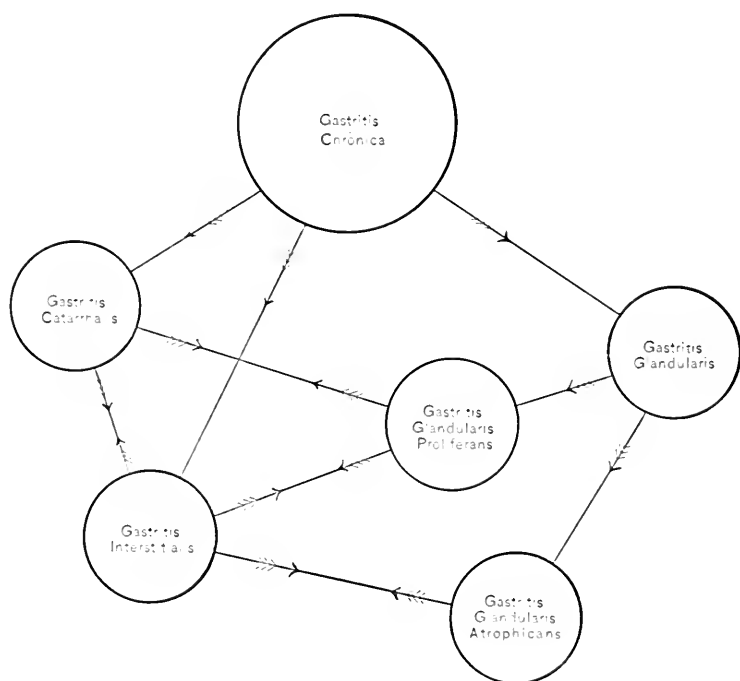 Gastritis
Chronica
Gastritis
Catarrhalis
Gastritis
Glandularis
Gastritis
Glandularis
Proliferans
Gastritis
Interstitialis
Gastritis
Glandularis
Atrophicans